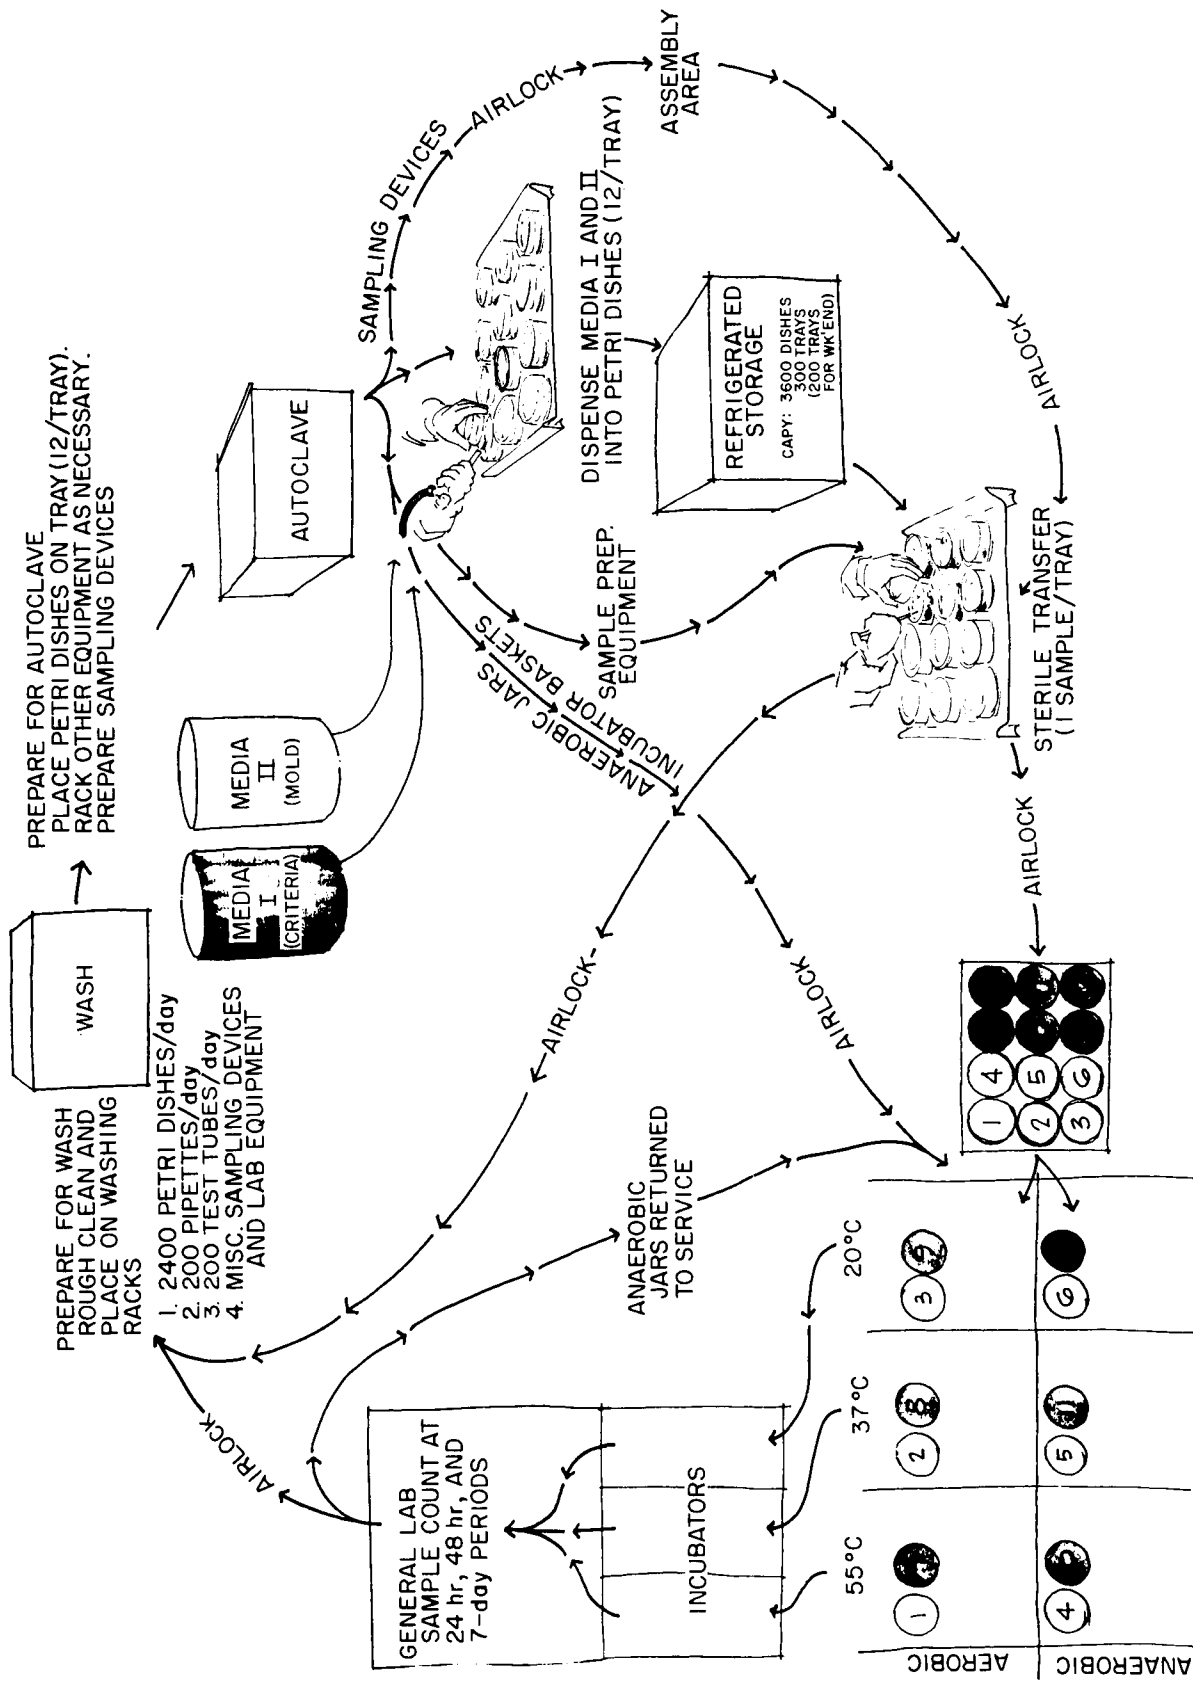 PREPARE FOR WASH
ROUGH CLEAN AND
PLACE ON WASHING
RACKS
1. 2400 PETRI DISHES/day
2. 200 PIPETTES/day
3. 200 TEST TUBES/day
4. MISC. SAMPLING DEVICES
AND LAB EQUIPMENT
WASH
PREPARE FOR AUTOCLAVE
PLACE PETRI DISHES ON TRAY (12/TRAY).
RACK OTHER EQUIPMENT AS NECESSARY.
PREPARE SAMPLING DEVICES
MEDIA
I
(CRITERIA)
MEDIA
II
(MOLD)
AUTOCLAVE
SAMPLING DEVICES
AIRLOCK
ASSEMBLY
AREA
DISPENSE MEDIA I AND II
INTO PETRI DISHES (12/TRAY)
REFRIGERATED
STORAGE
CAPY: 3600 DISHES
300 TRAYS
(200 TRAYS
FOR WK'END)
SAMPLE PREP.
EQUIPMENT
ANAEROBIC JARS
INCUBATOR BASKETS
AIRLOCK
STERILE TRANSFER
(1 SAMPLE/TRAY)
AIRLOCK
AIRLOCK
AIRLOCK
1 4
2 5
3 6
ANAEROBIC
JARS RETURNED
TO SERVICE
AIRLOCK
GENERAL LAB
SAMPLE COUNT AT
24 hr, 48 hr, AND
7-day PERIODS
INCUBATORS
55°C 37°C 20°C
AEROBIC
1 2 8 3 9
ANAEROBIC
4 5 11 6